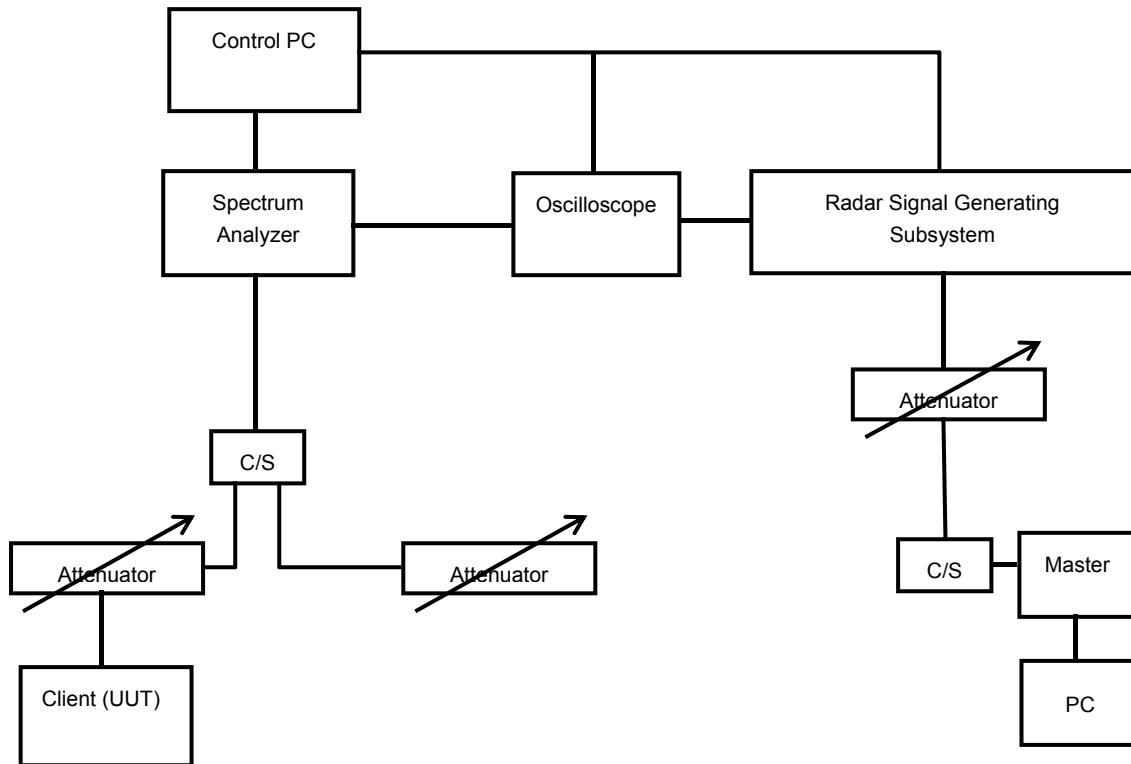 Control PC
Spectrum
Analyzer
Oscilloscope
Radar Signal Generating
Subsystem
Attenuator
C/S
Attenuator
Attenuator
C/S
Master
Client (UUT)
PC